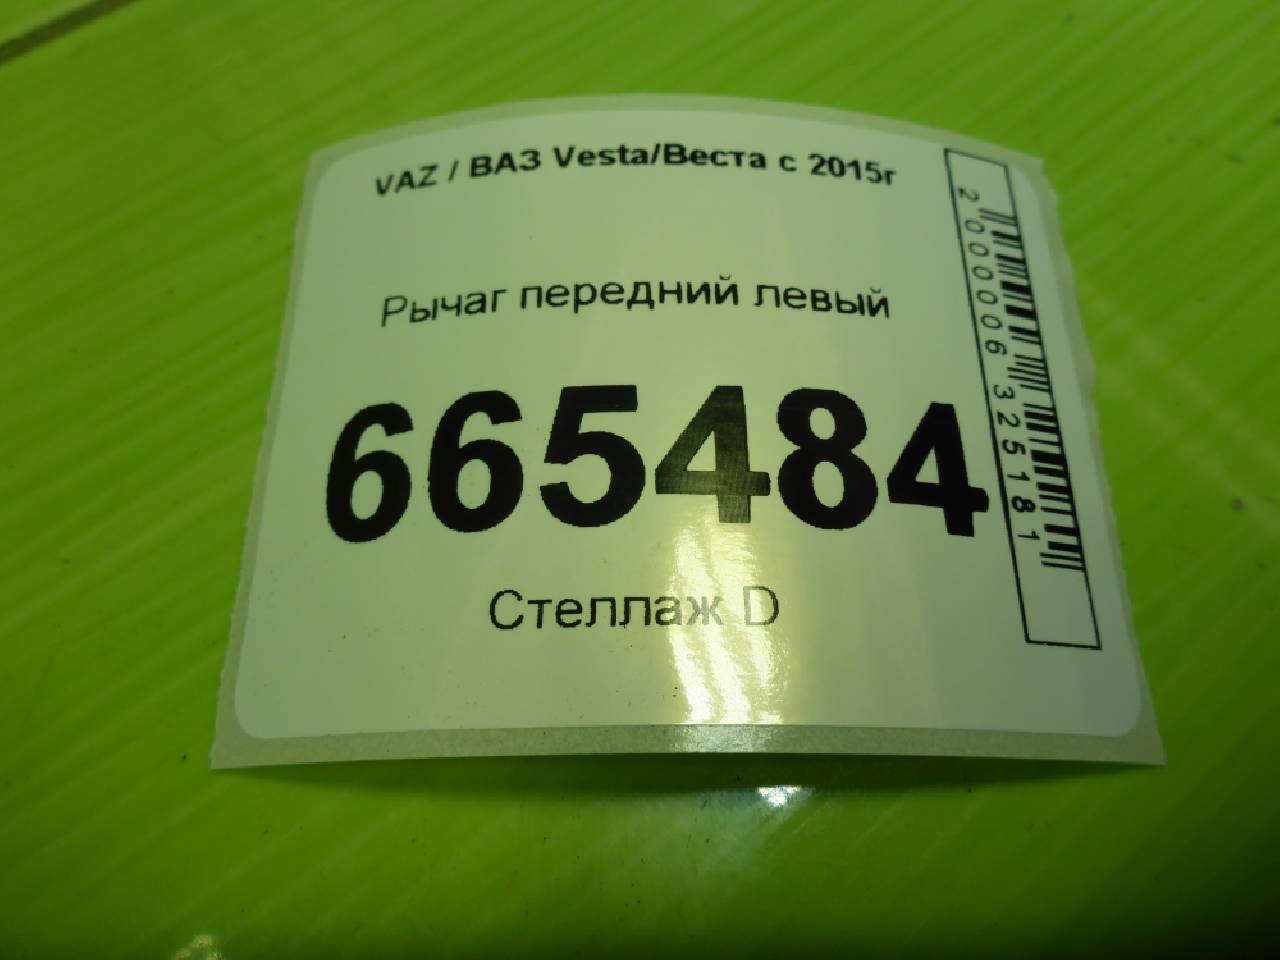 VAZ / ВАЗ Vesta/Веста с 2015г
Рычаг передний левый
665484
Стеллаж D
2000006325181